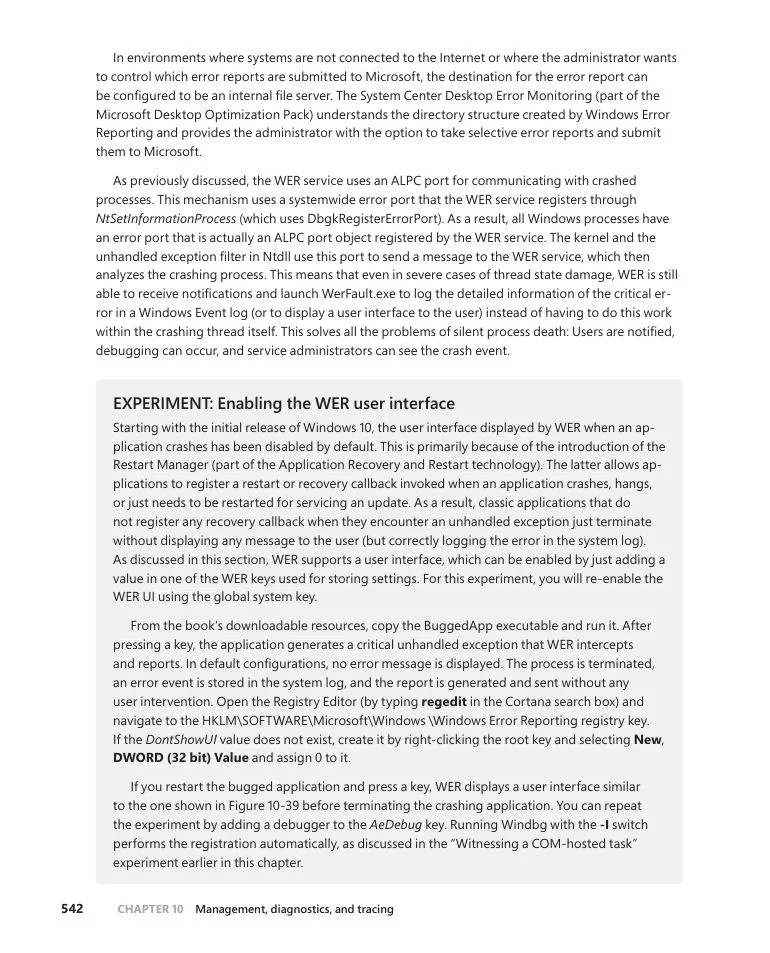 In environments where systems are not connected to the Internet or where the administrator wants
to control which error reports are submitted to Microsoft, the destination for the error report can
be configured to be an internal file server. The System Center Desktop Error Monitoring (part of the
Microsoft Desktop Optimization Pack) understands the directory structure created by Windows Error
Reporting and provides the administrator with the option to take selective error reports and submit
them to Microsoft.
As previously discussed, the WER service uses an ALPC port for communicating with crashed
processes. This mechanism uses a systemwide error port that the WER service registers through
NtSetInformationProcess (which uses DbgkRegisterErrorPort). As a result, all Windows processes have
an error port that is actually an ALPC port object registered by the WER service. The kernel and the
unhandled exception filter in Ntdll use this port to send a message to the WER service, which then
analyzes the crashing process. This means that even in severe cases of thread state damage, WER is still
able to receive notifications and launch WerFault.exe to log the detailed information of the critical er-
ror in a Windows Event log (or to display a user interface to the user) instead of having to do this work
within the crashing thread itself. This solves all the problems of silent process death: Users are notified,
debugging can occur, and service administrators can see the crash event.
EXPERIMENT: Enabling the WER user interface
Starting with the initial release of Windows 10, the user interface displayed by WER when an ap-
plication crashes has been disabled by default. This is primarily because of the introduction of the
Restart Manager (part of the Application Recovery and Restart technology). The latter allows ap-
plications to register a restart or recovery callback invoked when an application crashes, hangs,
or just needs to be restarted for servicing an update. As a result, classic applications that do
not register any recovery callback when they encounter an unhandled exception just terminate
without displaying any message to the user (but correctly logging the error in the system log).
As discussed in this section, WER supports a user interface, which can be enabled by just adding a
value in one of the WER keys used for storing settings. For this experiment, you will re-enable the
WER UI using the global system key.
From the book’s downloadable resources, copy the BuggedApp executable and run it. After
pressing a key, the application generates a critical unhandled exception that WER intercepts
and reports. In default configurations, no error message is displayed. The process is terminated,
an error event is stored in the system log, and the report is generated and sent without any
user intervention. Open the Registry Editor (by typing regedit in the Cortana search box) and
navigate to the HKLM\SOFTWARE\Microsoft\Windows \Windows Error Reporting registry key.
If the DontShowUI value does not exist, create it by right-clicking the root key and selecting New,
DWORD (32 bit) Value and assign 0 to it.
If you restart the bugged application and press a key, WER displays a user interface similar
to the one shown in Figure 10-39 before terminating the crashing application. You can repeat
the experiment by adding a debugger to the AeDebug key. Running Windbg with the -I switch
performs the registration automatically, as discussed in the “Witnessing a COM-hosted task”
experiment earlier in this chapter.
542 CHAPTER 10 Management, diagnostics, and tracing